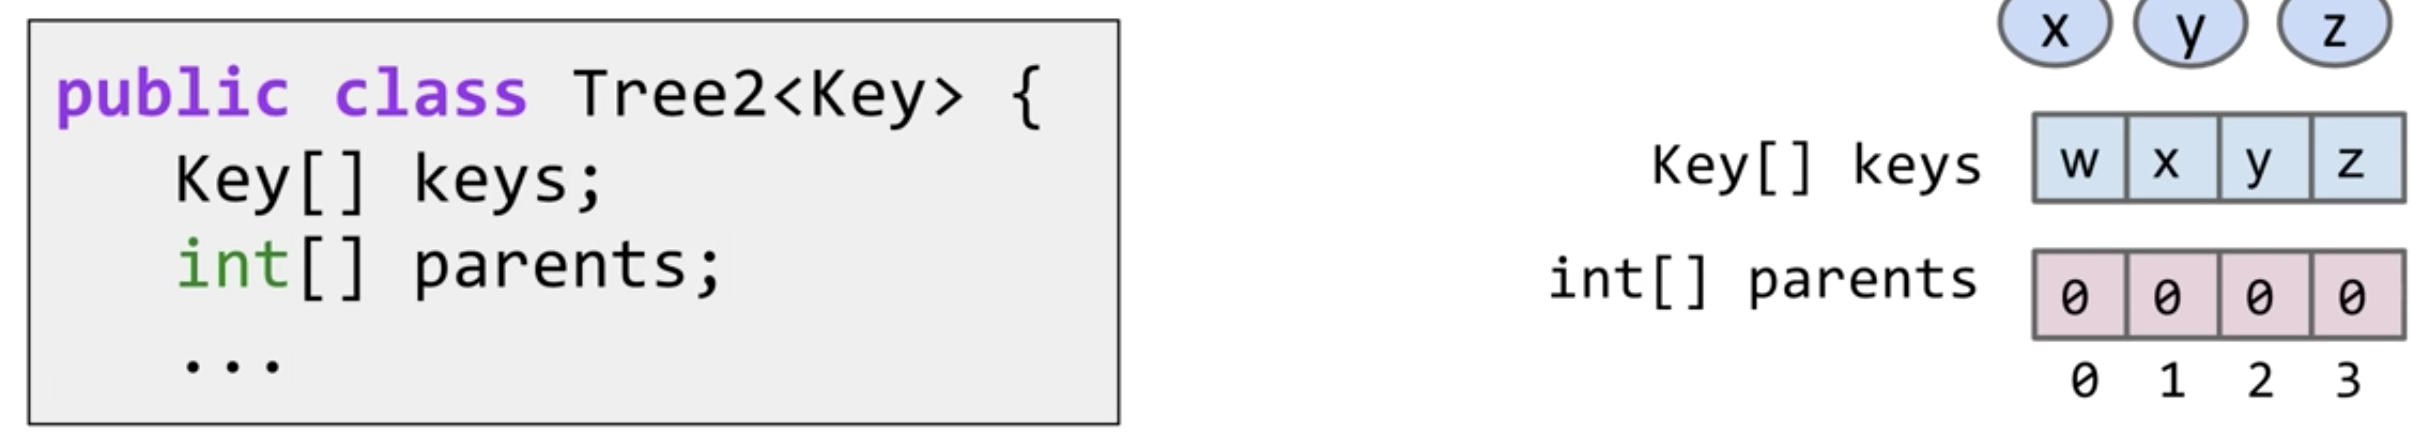 public class Tree2<Key> {
Key[] keys;
int[] parents;
...
x y z
Key[] keys w x y z
int[] parents 0 0 0 0
0 1 2 3